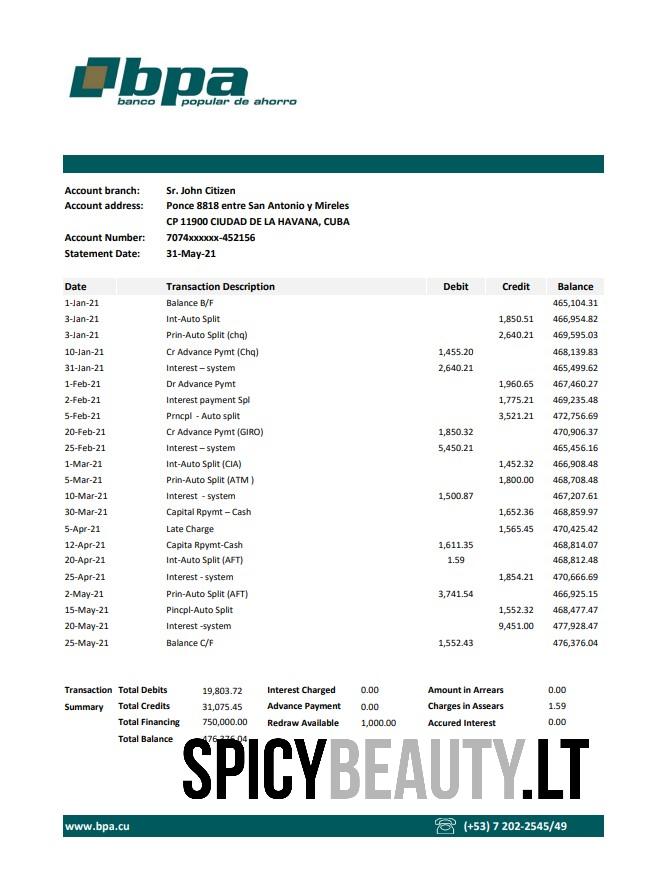 bpa
banco popular de ahorro
Account branch: Sr. John Citizen
Account address: Ponce 8818 entre San Antonio y Mireles
CP 11900 CIUDAD DE LA HAVANA, CUBA
Account Number: 7074xxxxxx-452156
Statement Date: 31-May-21
Date Transaction Description Debit Credit Balance
1-Jan-21 Balance B/F 465,104.31
3-Jan-21 Int-Auto Split 1,850.51 466,954.82
3-Jan-21 Prin-Auto Split (chq) 2,640.21 469,595.03
10-Jan-21 Cr Advance Pymt (Chq) 1,455.20 468,139.83
31-Jan-21 Interest – system 2,640.21 465,499.62
1-Feb-21 Dr Advance Pymt 1,960.65 467,460.27
2-Feb-21 Interest payment Spl 1,775.21 469,235.48
5-Feb-21 Prncpl - Auto split 3,521.21 472,756.69
20-Feb-21 Cr Advance Pymt (GIRO) 1,850.32 470,906.37
25-Feb-21 Interest – system 5,450.21 465,456.16
1-Mar-21 Int-Auto Split (CIA) 1,452.32 466,908.48
5-Mar-21 Prin-Auto Split (ATM ) 1,800.00 468,708.48
10-Mar-21 Interest - system 1,500.87 467,207.61
30-Mar-21 Capital Rpymt – Cash 1,652.36 468,859.97
5-Apr-21 Late Charge 1,565.45 470,425.42
12-Apr-21 Capita Rpymt-Cash 1,611.35 468,814.07
20-Apr-21 Int-Auto Split (AFT) 1.59 468,812.48
25-Apr-21 Interest - system 1,854.21 470,666.69
2-May-21 Prin-Auto Split (AFT) 3,741.54 466,925.15
15-May-21 Pincpl-Auto Split 1,552.32 468,477.47
20-May-21 Interest -system 9,451.00 477,928.47
25-May-21 Balance C/F 1,552.43 476,376.04
Transaction Total Debits 19,803.72 Interest Charged 0.00 Amount in Arrears 0.00
Summary Total Credits 31,075.45 Advance Payment 0.00 Charges in Assears 1.59
Total Financing 750,000.00 Redraw Available 1,000.00 Accured Interest 0.00
Total Balance 476,376.04
SPICYBEAUTY.LT
www.bpa.cu (+53) 7 202-2545/49